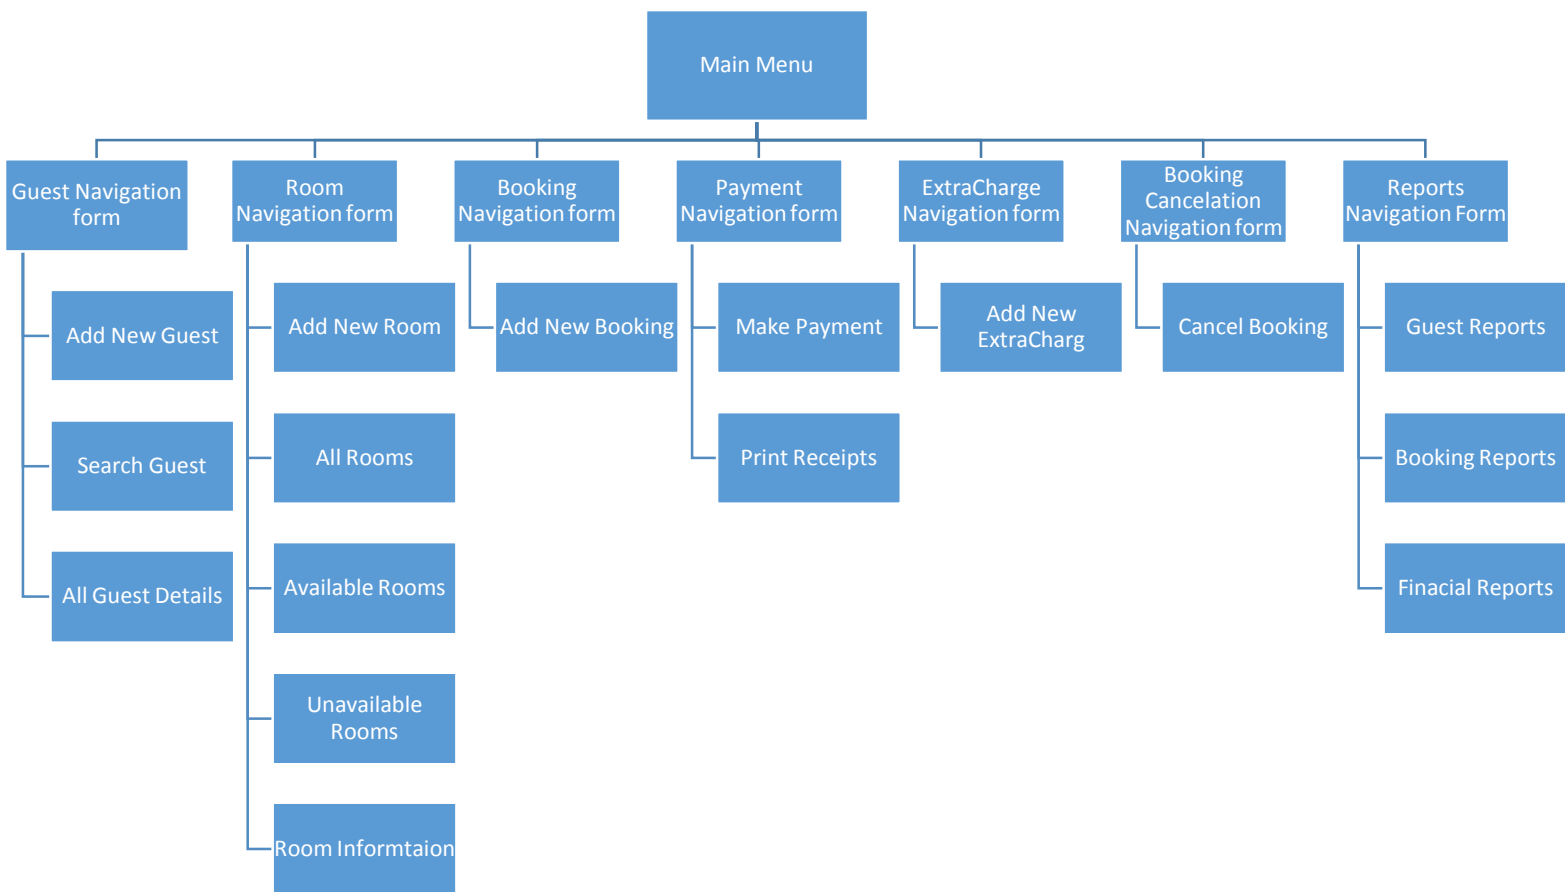 Main Menu
Guest Navigation
form
Room
Navigation form
Booking
Navigation form
Payment
Navigation form
ExtraCharge
Navigation form
Booking
Cancelation
Navigation form
Reports
Navigation Form
Add New Guest
Search Guest
All Guest Details
Add New Room
All Rooms
Available Rooms
Unavailable
Rooms
Room Informtaion
Add New Booking
Make Payment
Print Receipts
Add New
ExtraCharg
Cancel Booking
Guest Reports
Booking Reports
Finacial Reports